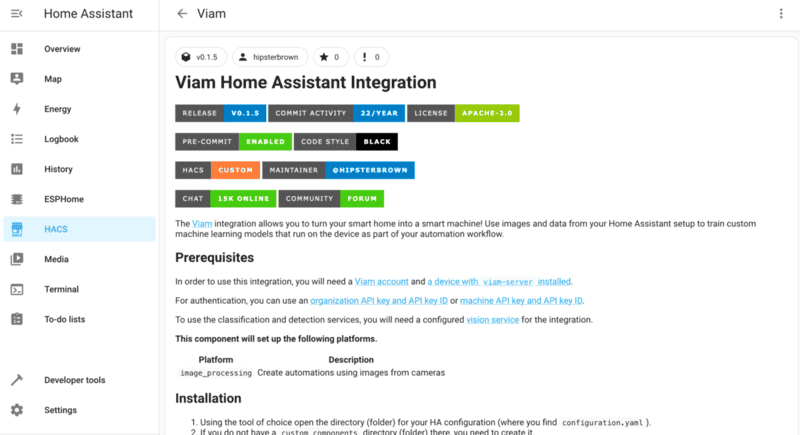 Home Assistant
Viam
Overview
Map
Energy
Logbook
History
ESPHome
HACS
Media
Terminal
To-do lists
Developer tools
Settings
v0.1.5
hipsterbrown
0
0
Viam Home Assistant Integration
RELEASE V0.1.5 COMMIT ACTIVITY 22/YEAR LICENSE APACHE-2.0
PRE-COMMIT ENABLED CODE STYLE BLACK
HACS CUSTOM MAINTAINER @HIPSTERBROWN
CHAT 15K ONLINE COMMUNITY FORUM
The Viam integration allows you to turn your smart home into a smart machine! Use images and data from your Home Assistant setup to train custom
machine learning models that run on the device as part of your automation workflow.
Prerequisites
In order to use this integration, you will need a Viam account and a device with viam-server installed.
For authentication, you can use an organization API key and API key ID or machine API key and API key ID.
To use the classification and detection services, you will need a configured vision service for the integration.
This component will set up the following platforms.
Platform Description
image_processing Create automations using images from cameras
Installation
1. Using the tool of choice open the directory (folder) for your HA configuration (where you find configuration.yaml).
2. If you do not have a custom_components directory (folder) there, you need to create it.